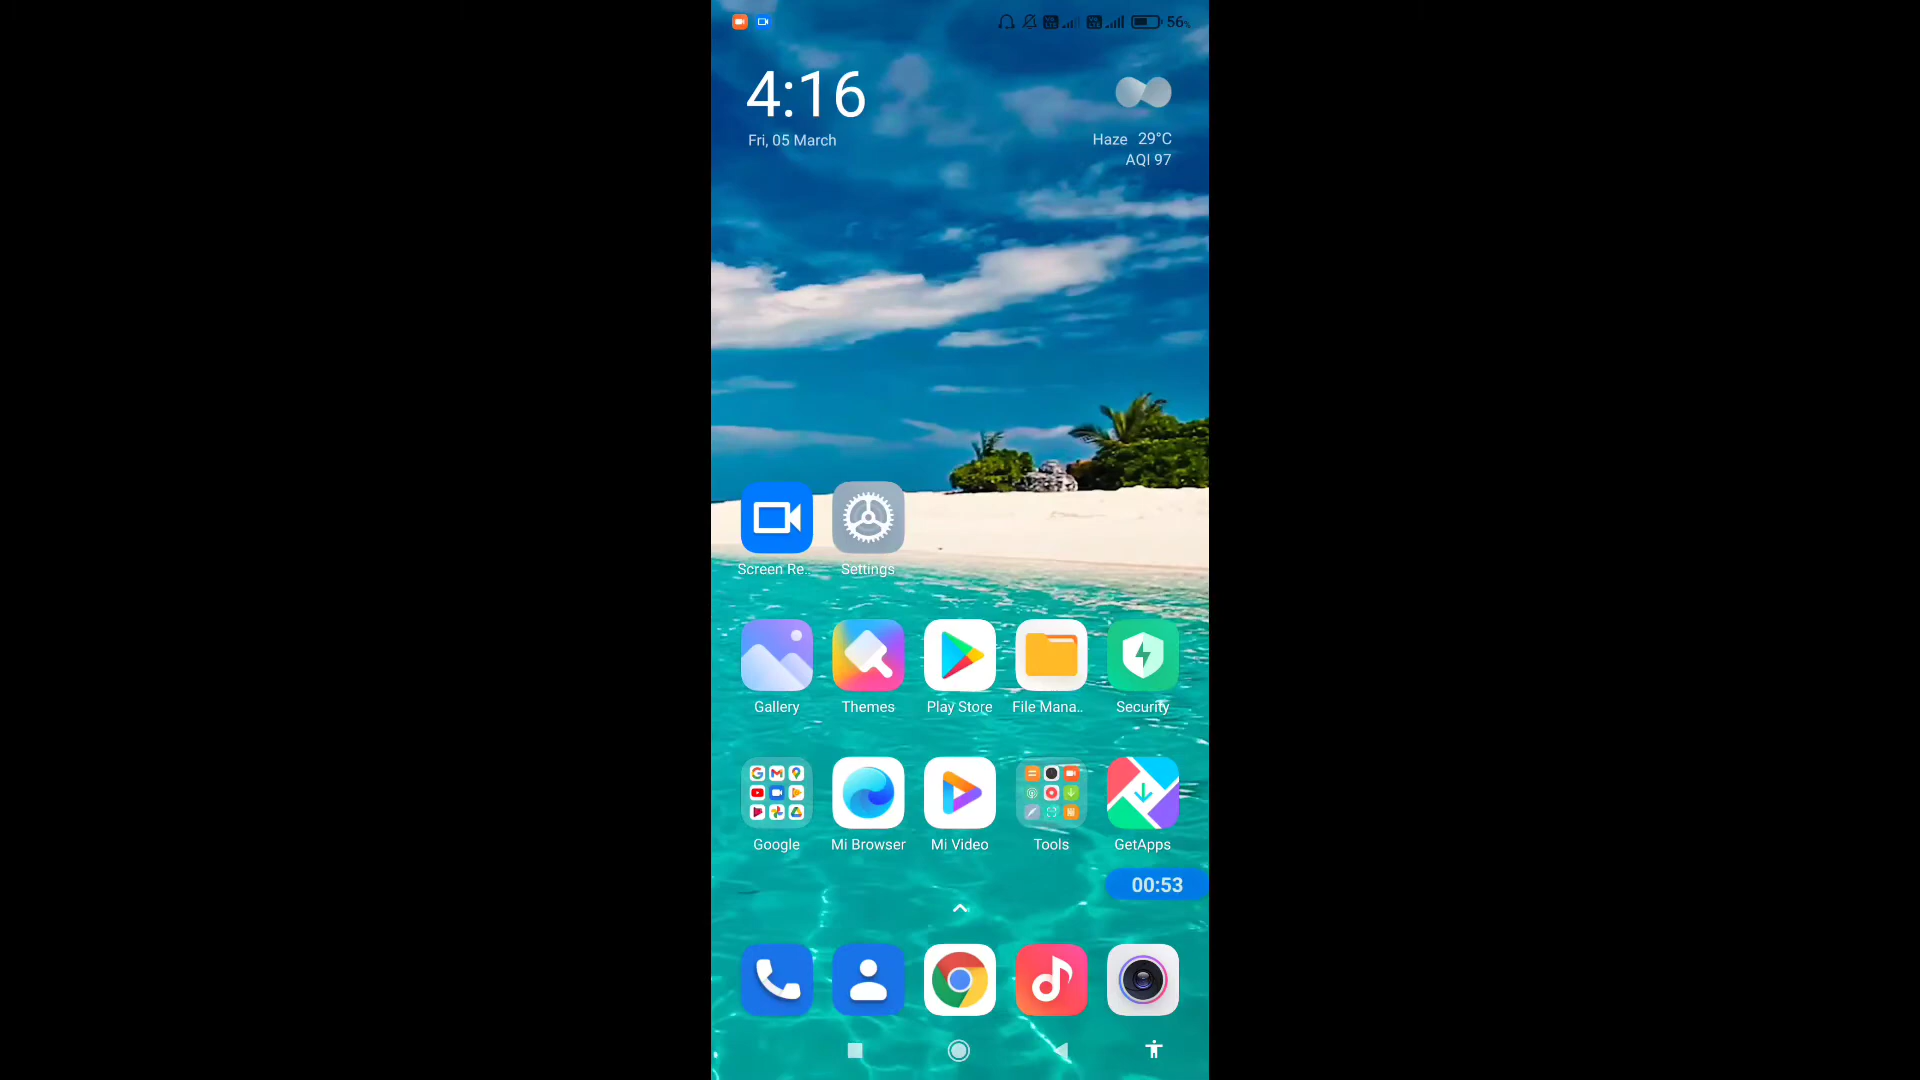 56%
4:16
Fri, 05 March
Haze 29°C
AQI 97
Screen Re..
Settings
Gallery
Themes
Play Store
File Mana..
Security
Google
Mi Browser
Mi Video
Tools
GetApps
00:53